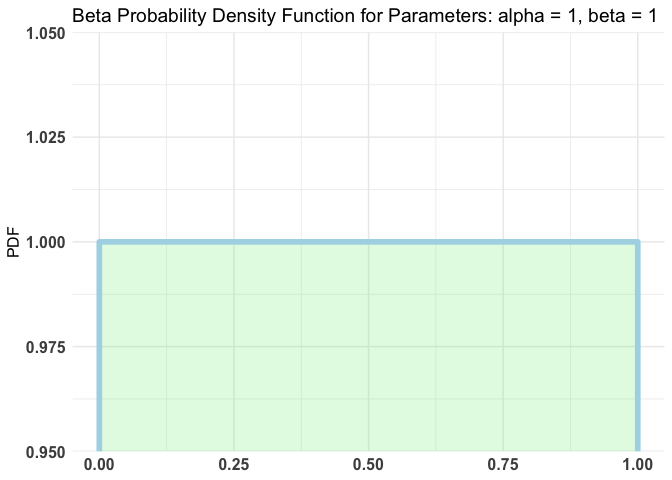 Beta Probability Density Function for Parameters: alpha = 1, beta = 1
1.050
1.025
1.000
0.975
0.950
PDF
0.00 0.25 0.50 0.75 1.00